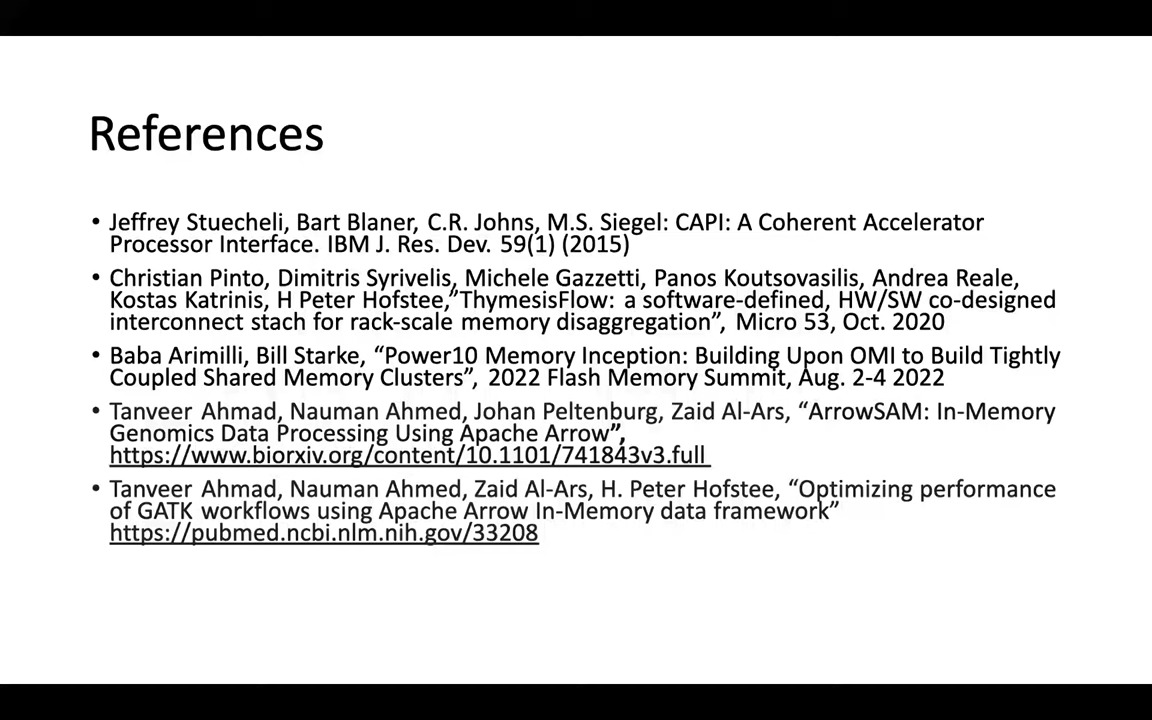 References
• Jeffrey Stuecheli, Bart Blaner, C.R. Johns, M.S. Siegel: CAPI: A Coherent Accelerator
Processor Interface. IBM J. Res. Dev. 59(1) (2015)
• Christian Pinto, Dimitris Syrivelis, Michele Gazzetti, Panos Koutsovasilis, Andrea Reale,
Kostas Katrinis, H Peter Hofstee,”ThymesisFlow: a software-defined, HW/SW co-designed
interconnect stach for rack-scale memory disaggregation”, Micro 53, Oct. 2020
• Baba Arimilli, Bill Starke, “Power10 Memory Inception: Building Upon OMI to Build Tightly
Coupled Shared Memory Clusters”, 2022 Flash Memory Summit, Aug. 2-4 2022
• Tanveer Ahmad, Nauman Ahmed, Johan Peltenburg, Zaid Al-Ars, “ArrowSAM: In-Memory
Genomics Data Processing Using Apache Arrow”,
https://www.biorxiv.org/content/10.1101/741843v3.full
• Tanveer Ahmad, Nauman Ahmed, Zaid Al-Ars, H. Peter Hofstee, “Optimizing performance
of GATK workflows using Apache Arrow In-Memory data framework”
https://pubmed.ncbi.nlm.nih.gov/33208